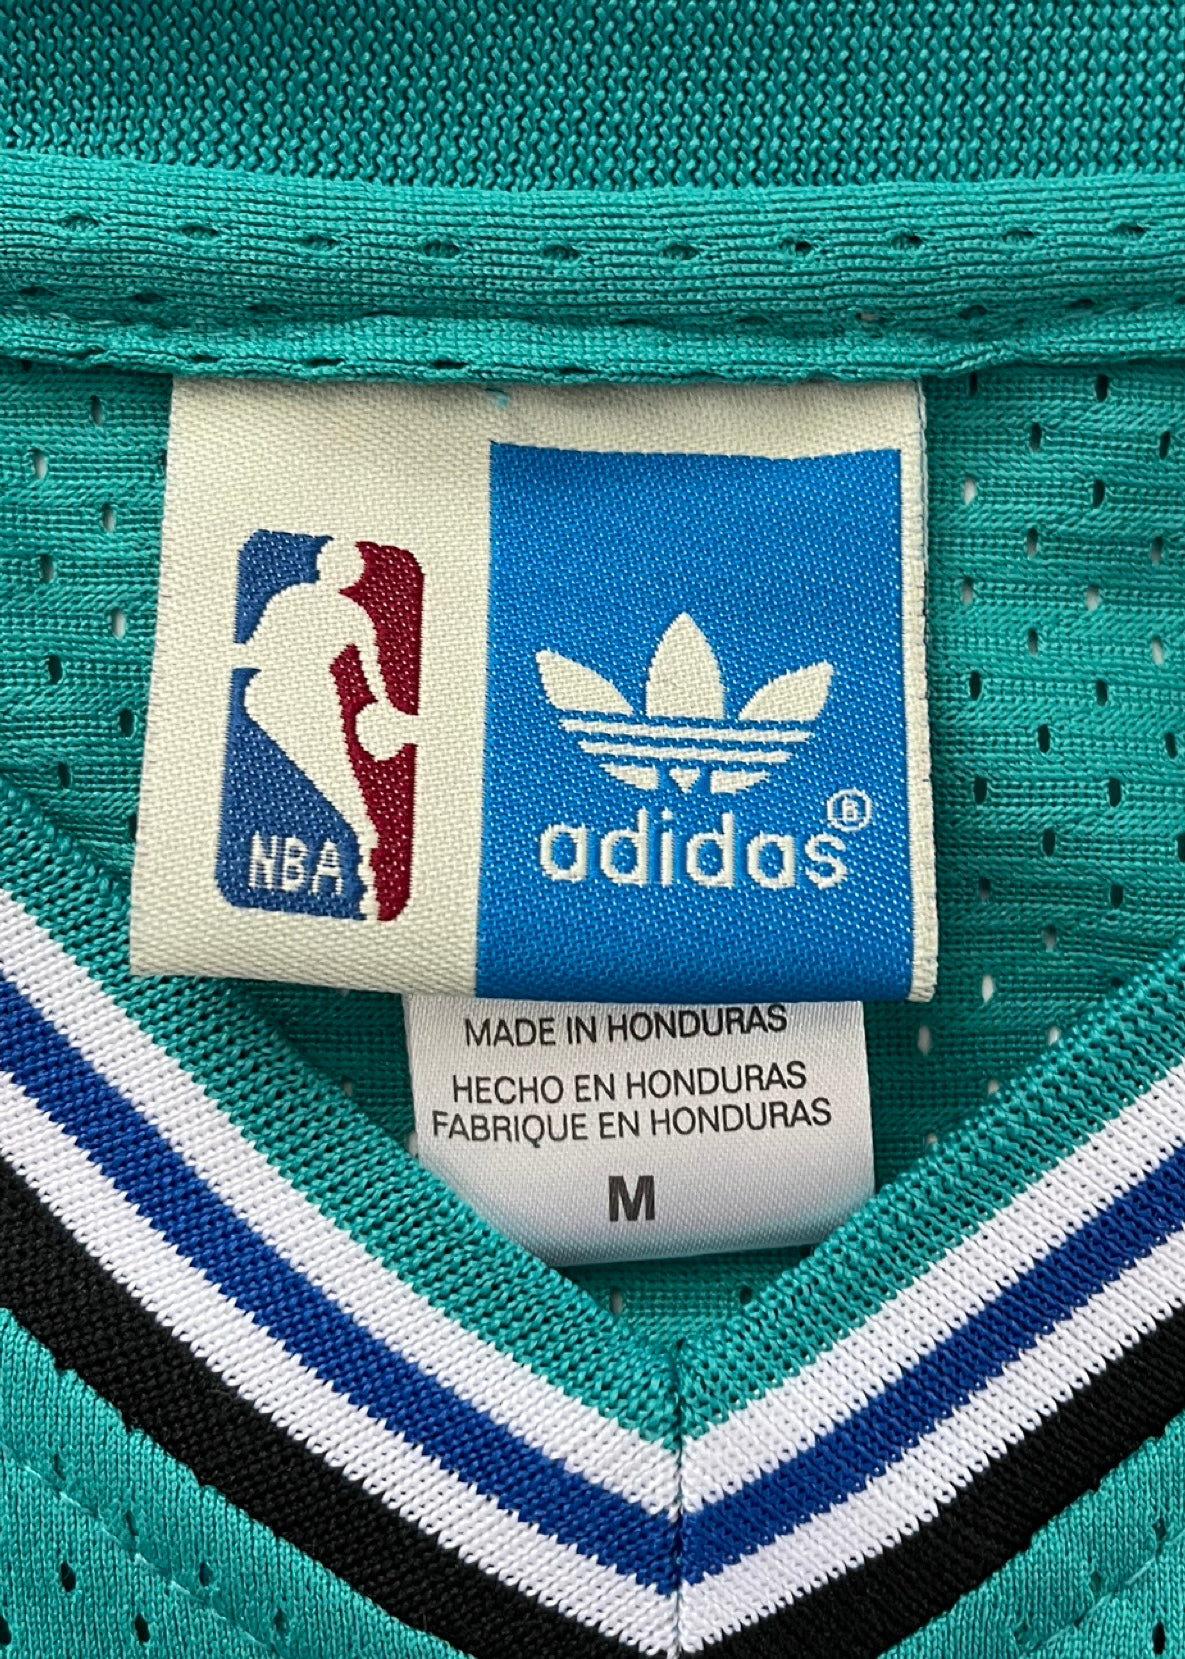 NBA
adidas®
MADE IN HONDURAS
HECHO EN HONDURAS
FABRIQUE EN HONDURAS
M